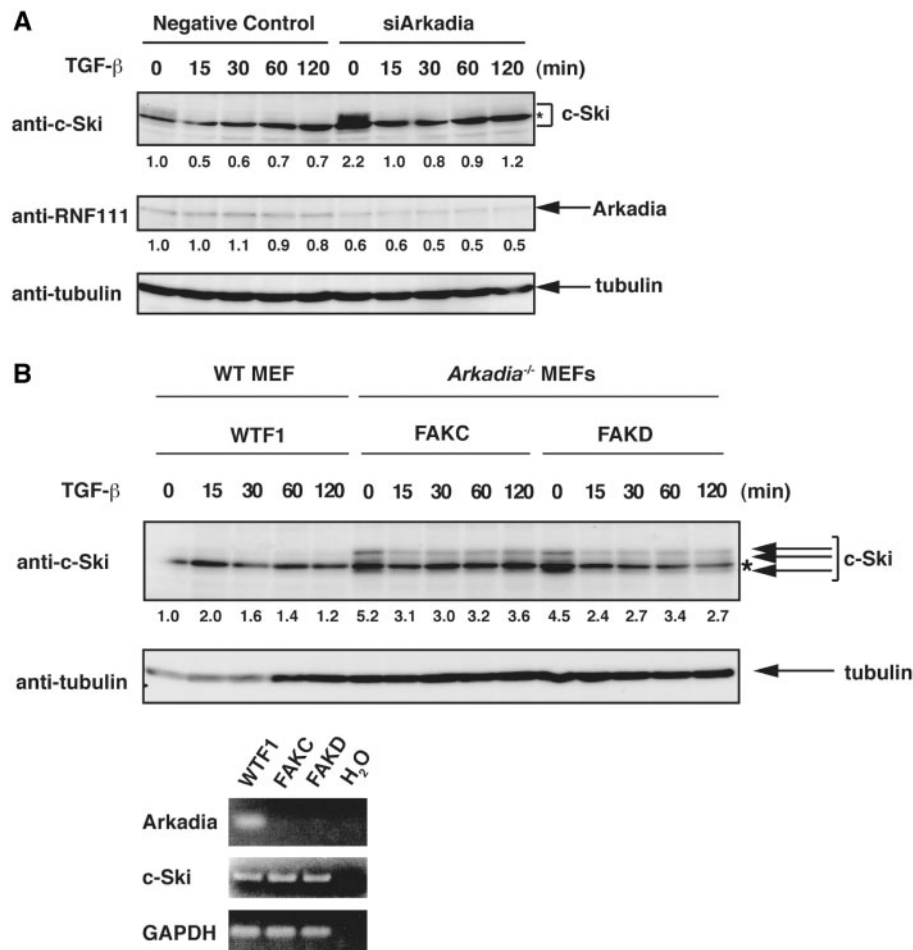 A
Negative Control siArkadia
TGF-β 0 15 30 60 120 0 15 30 60 120 (min)
anti-c-Ski * c-Ski
1.0 0.5 0.6 0.7 0.7 2.2 1.0 0.8 0.9 1.2
anti-RNF111 Arkadia
1.0 1.0 1.1 0.9 0.8 0.6 0.6 0.5 0.5 0.5
anti-tubulin tubulin
B
WT MEF Arkadia-/- MEFs
WTF1 FAKC FAKD
TGF-β 0 15 30 60 120 0 15 30 60 120 0 15 30 60 120 (min)
anti-c-Ski * c-Ski
1.0 2.0 1.6 1.4 1.2 5.2 3.1 3.0 3.2 3.6 4.5 2.4 2.7 3.4 2.7
anti-tubulin tubulin
WTF1 FAKC FAKD H2O
Arkadia
c-Ski
GAPDH